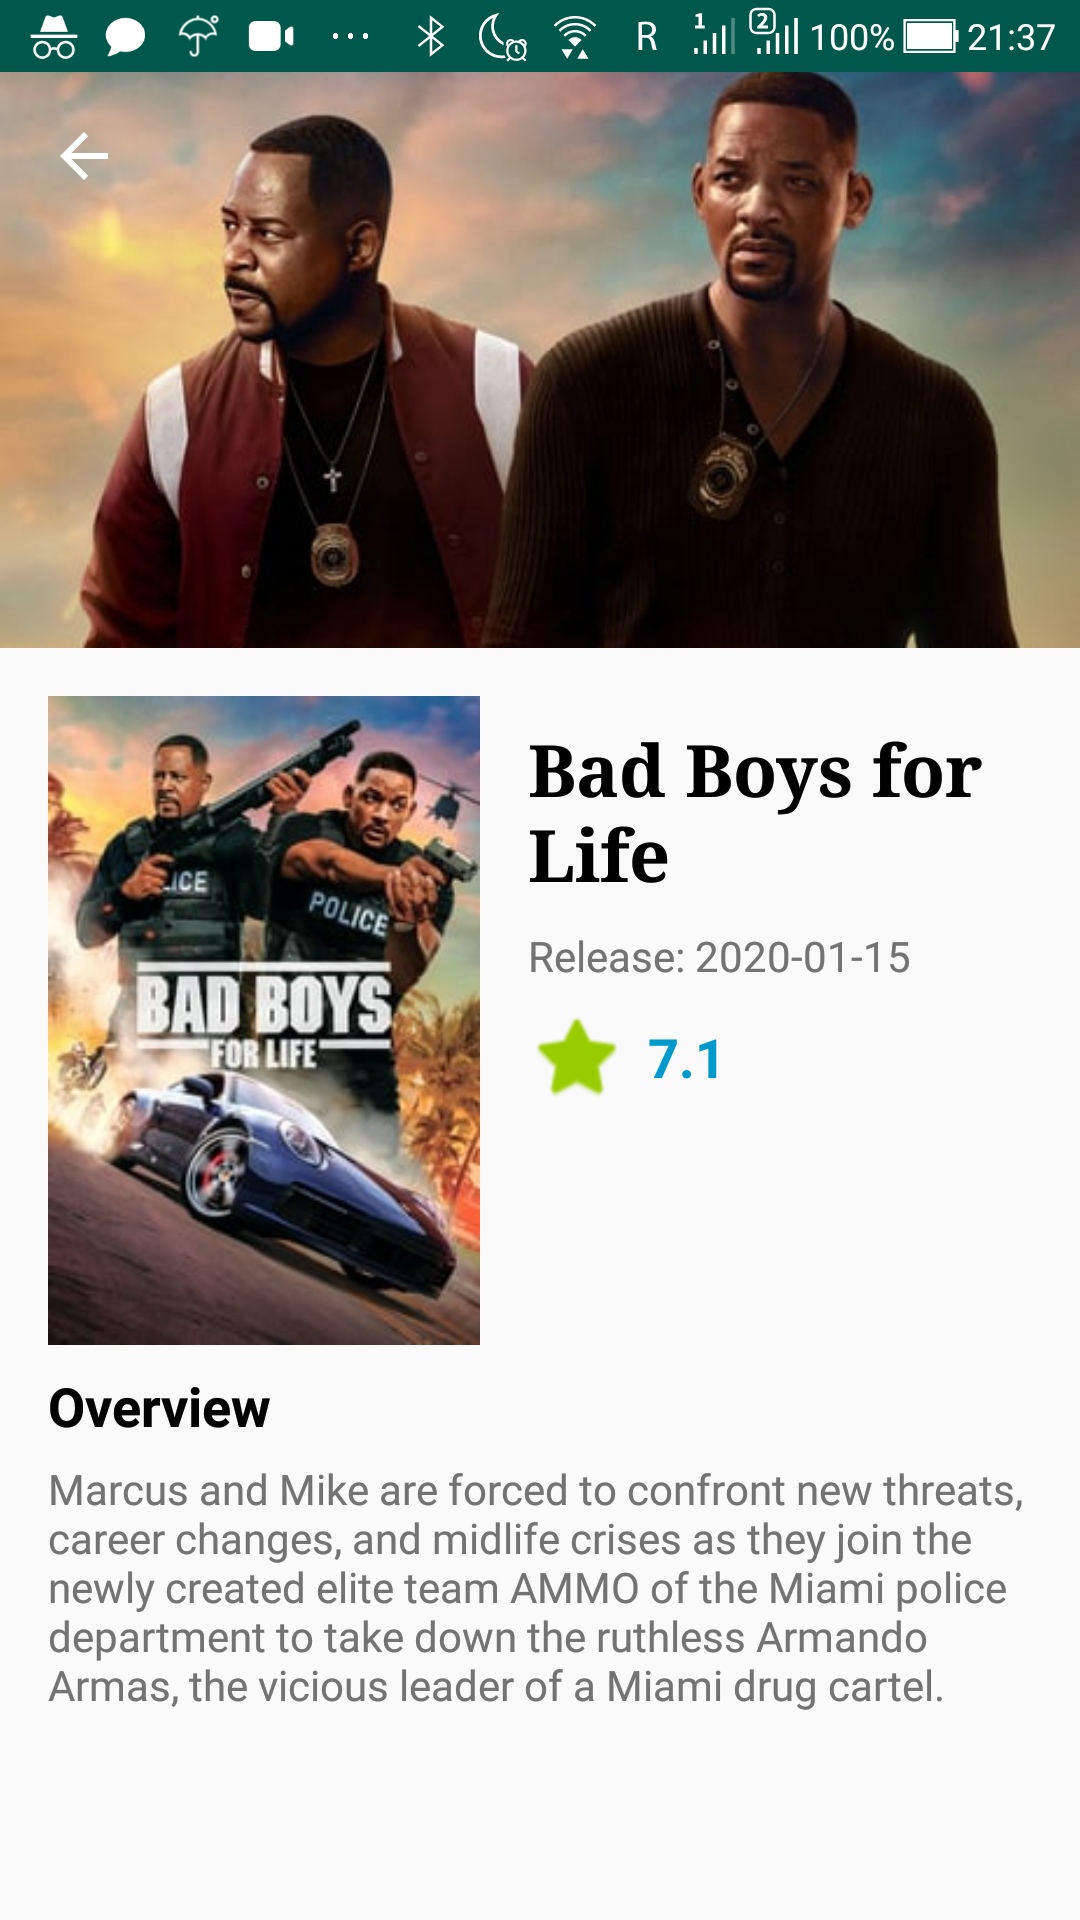 R 1 2 100% 21:37
Bad Boys for
Life
Release: 2020-01-15
7.1
POLICE
BAD BOYS
FOR LIFE
Overview
Marcus and Mike are forced to confront new threats,
career changes, and midlife crises as they join the
newly created elite team AMMO of the Miami police
department to take down the ruthless Armando
Armas, the vicious leader of a Miami drug cartel.